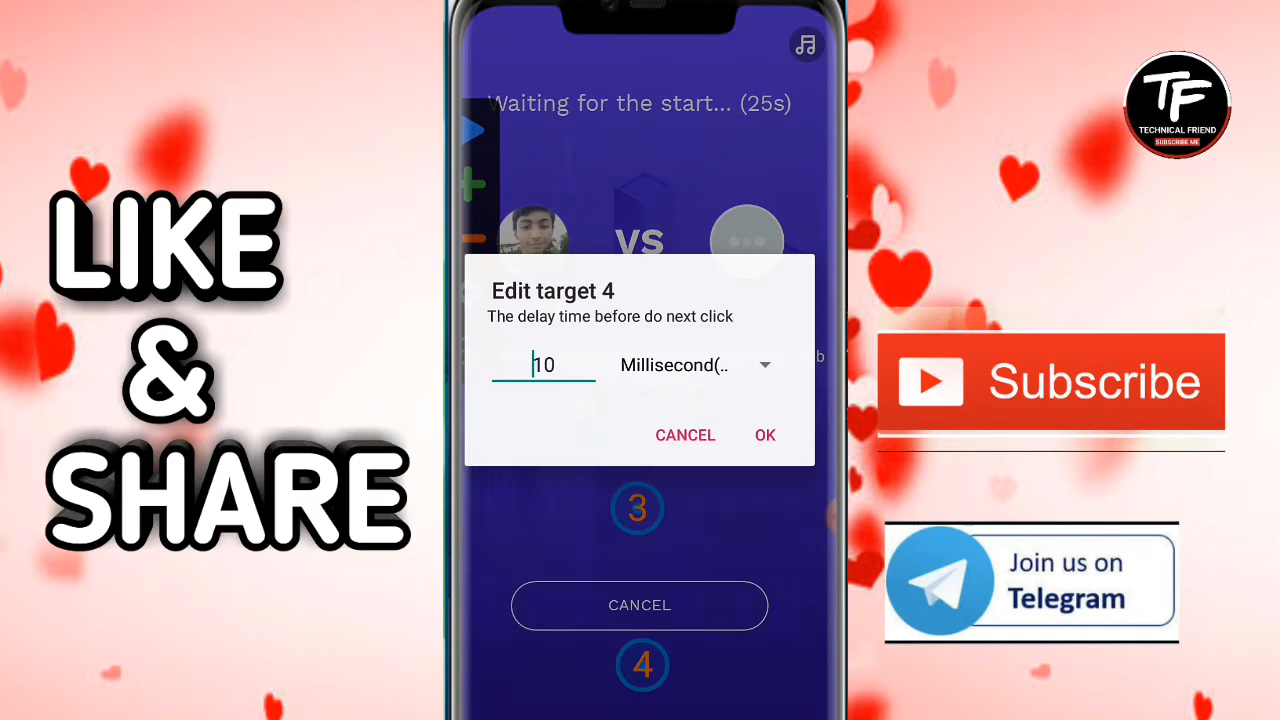 LIKE
&
SHARE
Waiting for the start... (25s)
VS
Edit target 4
The delay time before do next click
10 Millisecond(..
CANCEL OK
b
3
CANCEL
4
TF
TECHNICAL FRIEND
SUBSCRIBE ME
Subscribe
Join us on
Telegram